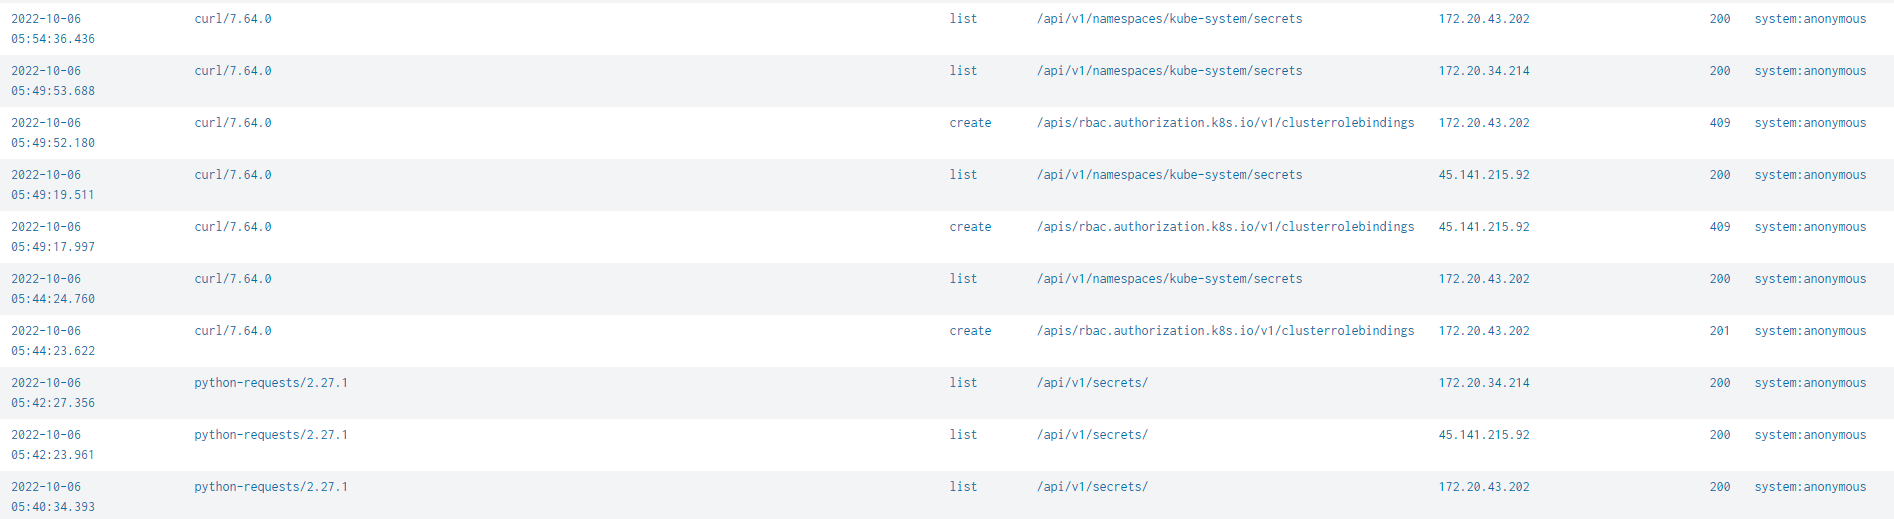 2022-10-06 curl/7.64.0 list /api/v1/namespaces/kube-system/secrets 172.20.43.202 200 system:anonymous
05:54:36.436
2022-10-06 curl/7.64.0 list /api/v1/namespaces/kube-system/secrets 172.20.34.214 200 system:anonymous
05:49:53.688
2022-10-06 curl/7.64.0 create /apis/rbac.authorization.k8s.io/v1/clusterrolebindings 172.20.43.202 409 system:anonymous
05:49:52.180
2022-10-06 curl/7.64.0 list /api/v1/namespaces/kube-system/secrets 45.141.215.92 200 system:anonymous
05:49:19.511
2022-10-06 curl/7.64.0 create /apis/rbac.authorization.k8s.io/v1/clusterrolebindings 45.141.215.92 409 system:anonymous
05:49:17.997
2022-10-06 curl/7.64.0 list /api/v1/namespaces/kube-system/secrets 172.20.43.202 200 system:anonymous
05:44:24.760
2022-10-06 curl/7.64.0 create /apis/rbac.authorization.k8s.io/v1/clusterrolebindings 172.20.43.202 201 system:anonymous
05:44:23.622
2022-10-06 python-requests/2.27.1 list /api/v1/secrets/ 172.20.34.214 200 system:anonymous
05:42:27.356
2022-10-06 python-requests/2.27.1 list /api/v1/secrets/ 45.141.215.92 200 system:anonymous
05:42:23.961
2022-10-06 python-requests/2.27.1 list /api/v1/secrets/ 172.20.43.202 200 system:anonymous
05:40:34.393